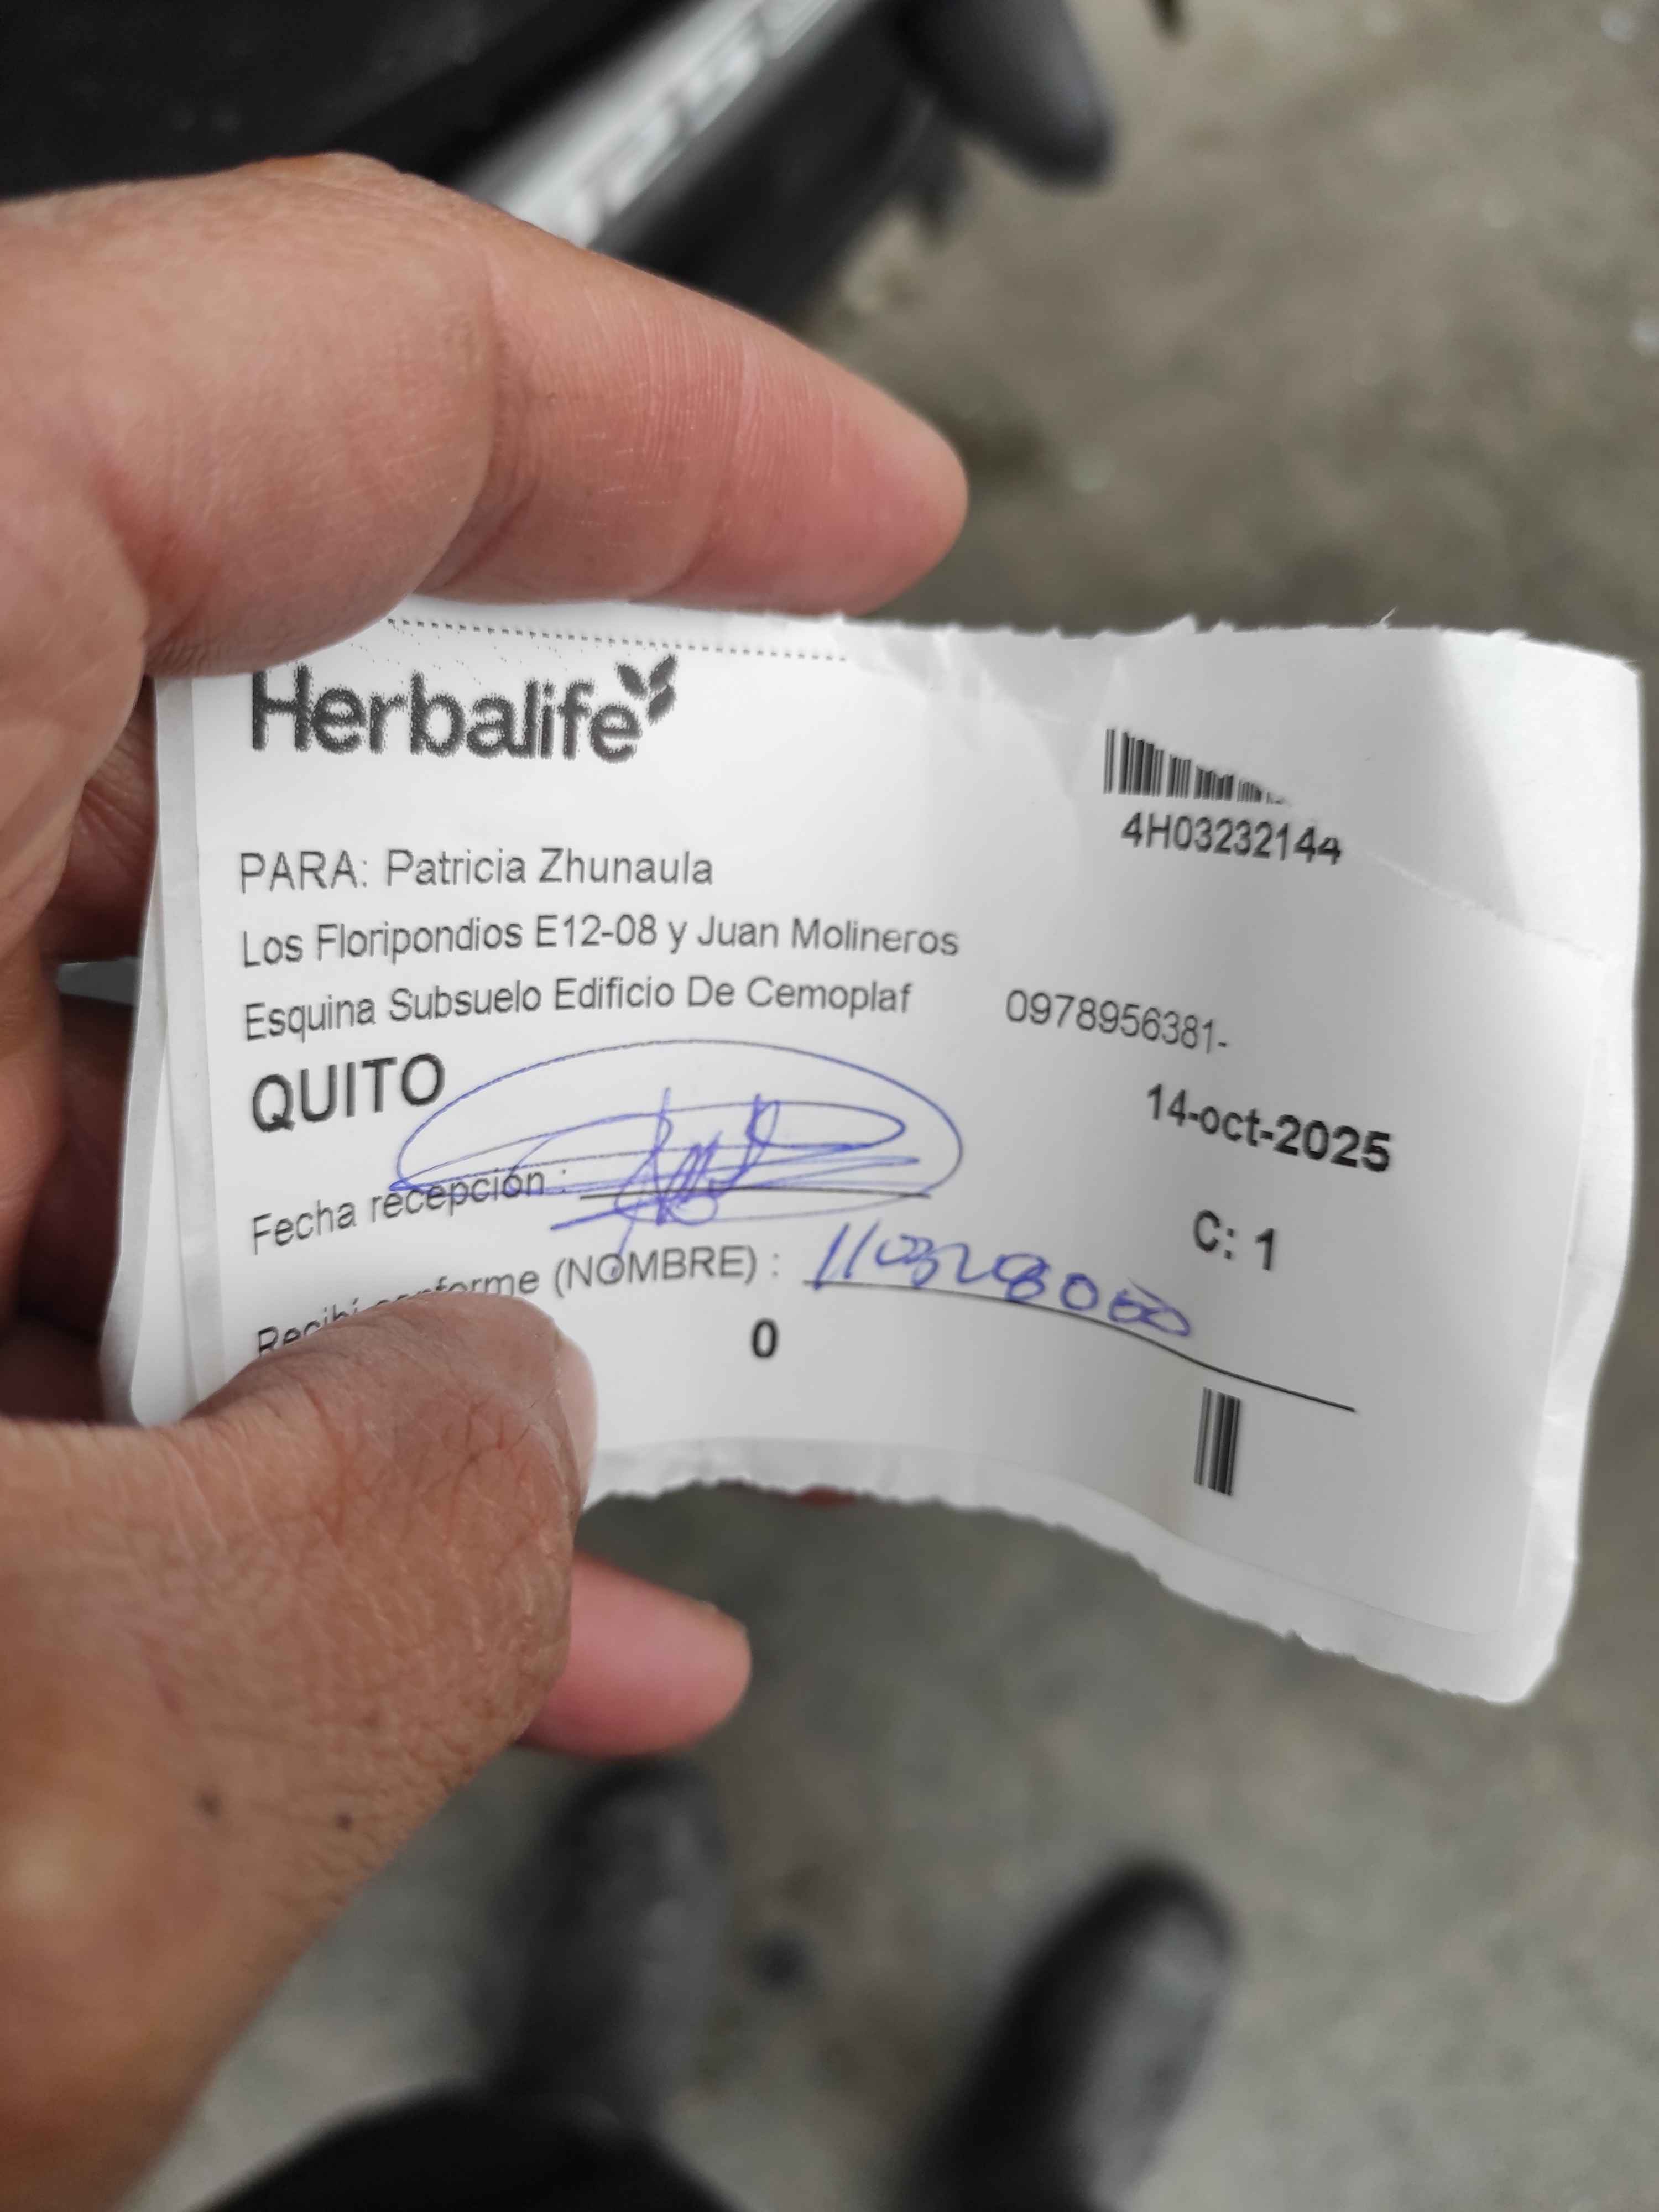 Herbalife
4H03232144
PARA: Patricia Zhunaula
Los Floripondios E12-08 y Juan Molineros
Esquina Subsuelo Edificio De Cemoplaf 0978956381-
QUITO
14-oct-2025
Fecha recepción :
C: 1
Recibí conforme (NOMBRE) :
0